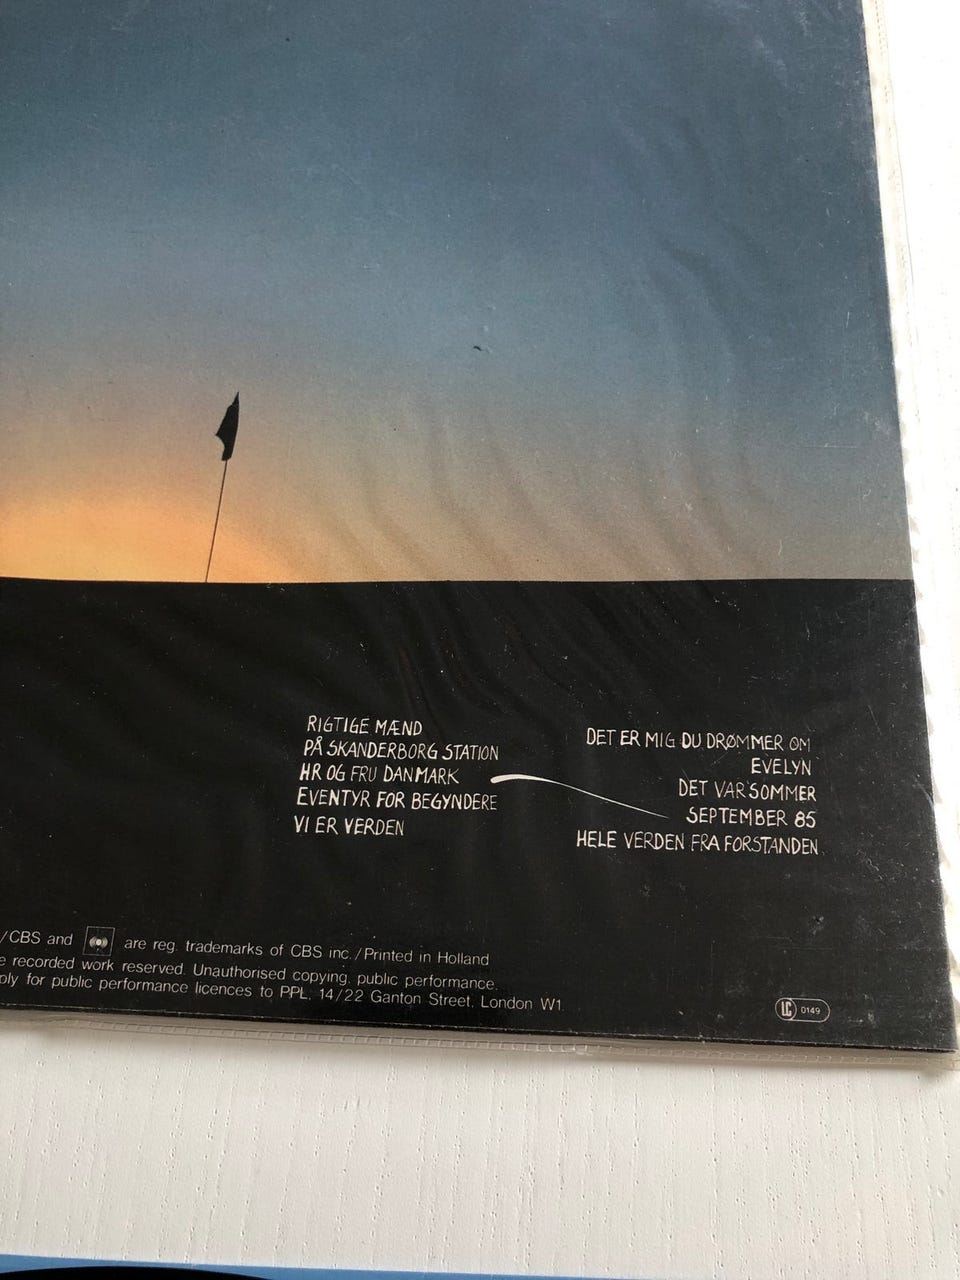 RIGTIGE MÆND
PÅ SKANDERBORG STATION
HR OG FRU DANMARK
EVENTYR FOR BEGYNDERE
VI ER VERDEN
DET ER MIG DU DRØMMER OM
EVELYN
DET VAR SOMMER
SEPTEMBER 85
HELE VERDEN FRA FORSTANDEN
/CBS and are reg. trademarks of CBS inc./Printed in Holland
e recorded work reserved. Unauthorised copying, public performance,
ply for public performance licences to PPL, 14/22 Ganton Street, London W1.
LC 0149